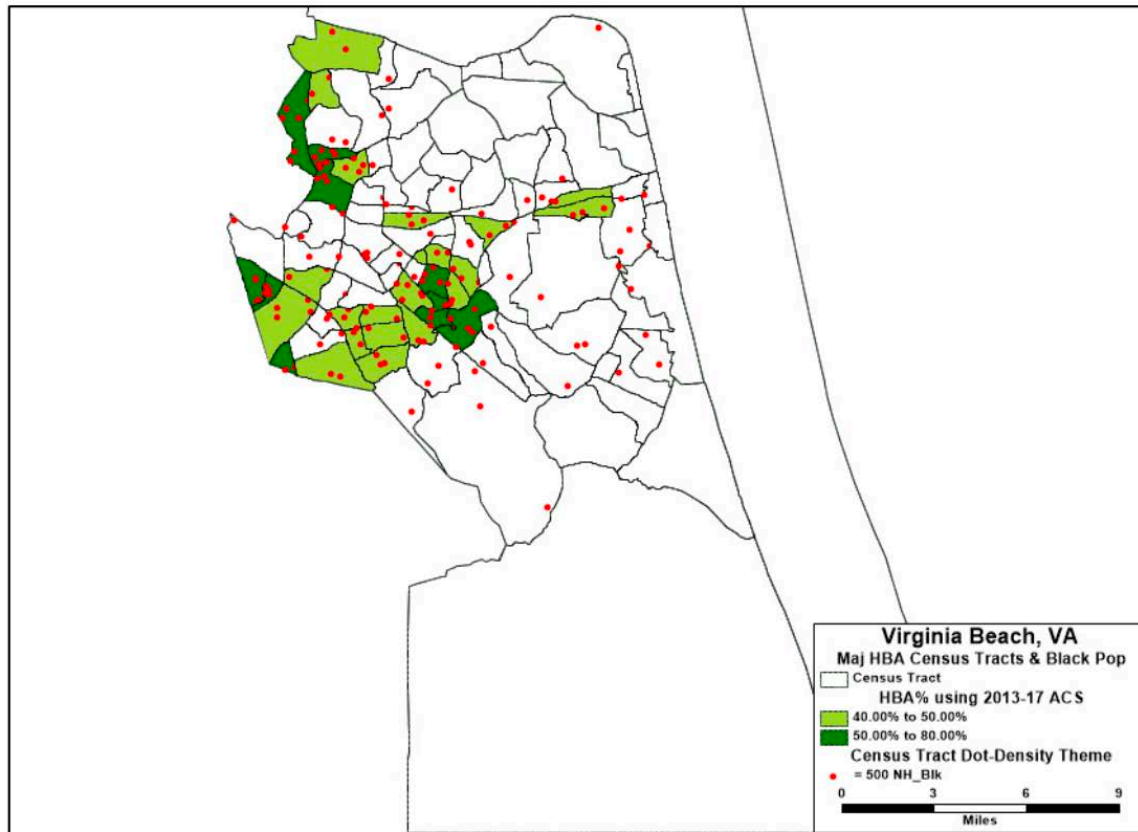 Virginia Beach, VA
Maj HBA Census Tracts & Black Pop
Census Tract
HBA% using 2013-17 ACS
40.00% to 50.00%
50.00% to 80.00%
Census Tract Dot-Density Theme
= 500 NH_Blk
0 3 6 9
Miles